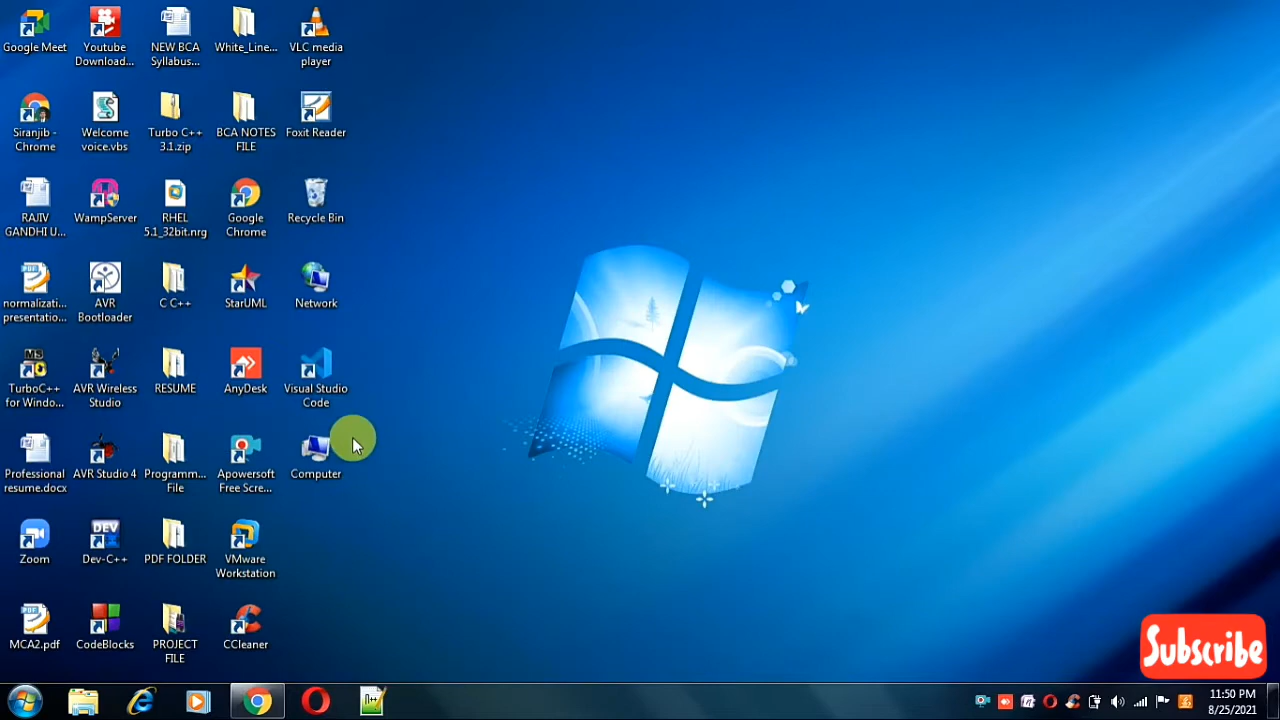 Google Meet
Youtube
Download...
NEW BCA
Syllabus...
White_Line...
VLC media
player
Siranjib -
Chrome
Welcome
voice.vbs
Turbo C++
3.1.zip
BCA NOTES
FILE
Foxit Reader
RAJIV
GANDHI U...
WampServer
RHEL
5.1_32bit.nrg
Google
Chrome
Recycle Bin
PDF
normalizati...
presentatio...
AVR
Bootloader
C C++
StarUML
Network
MS
TurboC++
for Windo...
AVR Wireless
Studio
RESUME
AnyDesk
Visual Studio
Code
Professional
resume.docx
AVR Studio 4
Programm...
File
Apowersoft
Free Scre...
Computer
Zoom
DEV
Dev-C++
PDF FOLDER
VMware
Workstation
PDF
MCA2.pdf
CodeBlocks
PROJECT
FILE
CCleaner
Subscribe
11:50 PM
8/25/2021